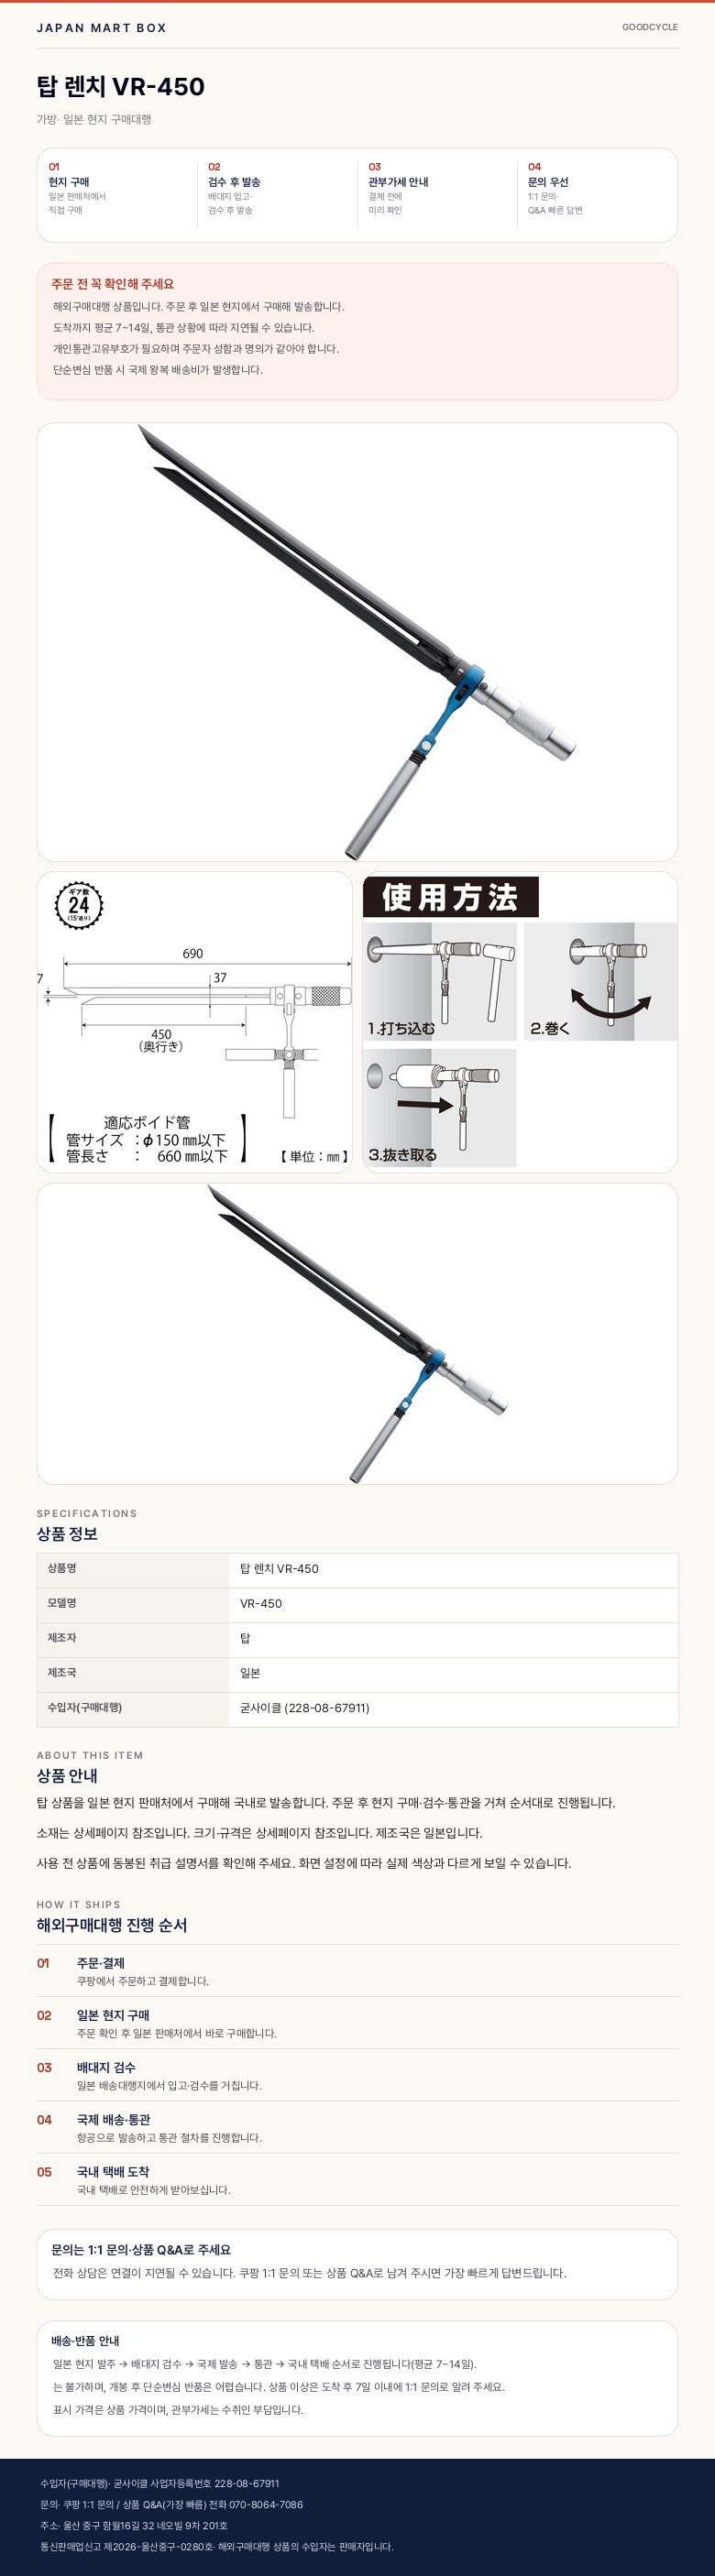 JAPAN MART BOX
GOODCYCLE
탑 렌치 VR-450
가방· 일본 현지 구매대행
01
현지 구매
일본 판매처에서
직접 구매
02
검수 후 발송
배대지 입고·
검수 후 발송
03
관부가세 안내
결제 전에
미리 확인
04
문의 우선
1:1 문의·
Q&A 빠른 답변
주문 전 꼭 확인해 주세요
해외구매대행 상품입니다. 주문 후 일본 현지에서 구매해 발송합니다.
도착까지 평균 7~14일, 통관 상황에 따라 지연될 수 있습니다.
개인통관고유부호가 필요하며 주문자 성함과 명의가 같아야 합니다.
단순변심 반품 시 국제 왕복 배송비가 발생합니다.
ギア数
24
(15°送り)
690
37
7
450
(奥行き)
適応ボイド管
管サイズ ：φ150㎜以下
管長さ ： 660㎜以下
【単位：㎜】
使用方法
1.打ち込む
2.巻く
3.抜き取る
SPECIFICATIONS
상품 정보
상품명 탑 렌치 VR-450
모델명 VR-450
제조자 탑
제조국 일본
수입자(구매대행) 굳사이클 (228-08-67911)
ABOUT THIS ITEM
상품 안내
탑 상품을 일본 현지 판매처에서 구매해 국내로 발송합니다. 주문 후 현지 구매·검수·통관을 거쳐 순서대로 진행됩니다.
소재는 상세페이지 참조입니다. 크기·규격은 상세페이지 참조입니다. 제조국은 일본입니다.
사용 전 상품에 동봉된 취급 설명서를 확인해 주세요. 화면 설정에 따라 실제 색상과 다르게 보일 수 있습니다.
HOW IT SHIPS
해외구매대행 진행 순서
01 주문·결제
쿠팡에서 주문하고 결제합니다.
02 일본 현지 구매
주문 확인 후 일본 판매처에서 바로 구매합니다.
03 배대지 검수
일본 배송대행지에서 입고·검수를 거칩니다.
04 국제 배송·통관
항공으로 발송하고 통관 절차를 진행합니다.
05 국내 택배 도착
국내 택배로 안전하게 받아보십니다.
문의는 1:1 문의·상품 Q&A로 주세요
전화 상담은 연결이 지연될 수 있습니다. 쿠팡 1:1 문의 또는 상품 Q&A로 남겨 주시면 가장 빠르게 답변드립니다.
배송·반품 안내
일본 현지 발주 → 배대지 검수 → 국제 발송 → 통관 → 국내 택배 순서로 진행됩니다(평균 7~14일).
는 불가하며, 개봉 후 단순변심 반품은 어렵습니다. 상품 이상은 도착 후 7일 이내에 1:1 문의로 알려 주세요.
표시 가격은 상품 가격이며, 관부가세는 수취인 부담입니다.
수입자(구매대행)· 굳사이클 사업자등록번호 228-08-67911
문의· 쿠팡 1:1 문의 / 상품 Q&A(가장 빠름) 전화 070-8064-7086
주소· 울산 중구 함월16길 32 네오빌 9차 201호
통신판매업신고 제2026-울산중구-0280호· 해외구매대행 상품의 수입자는 판매자입니다.